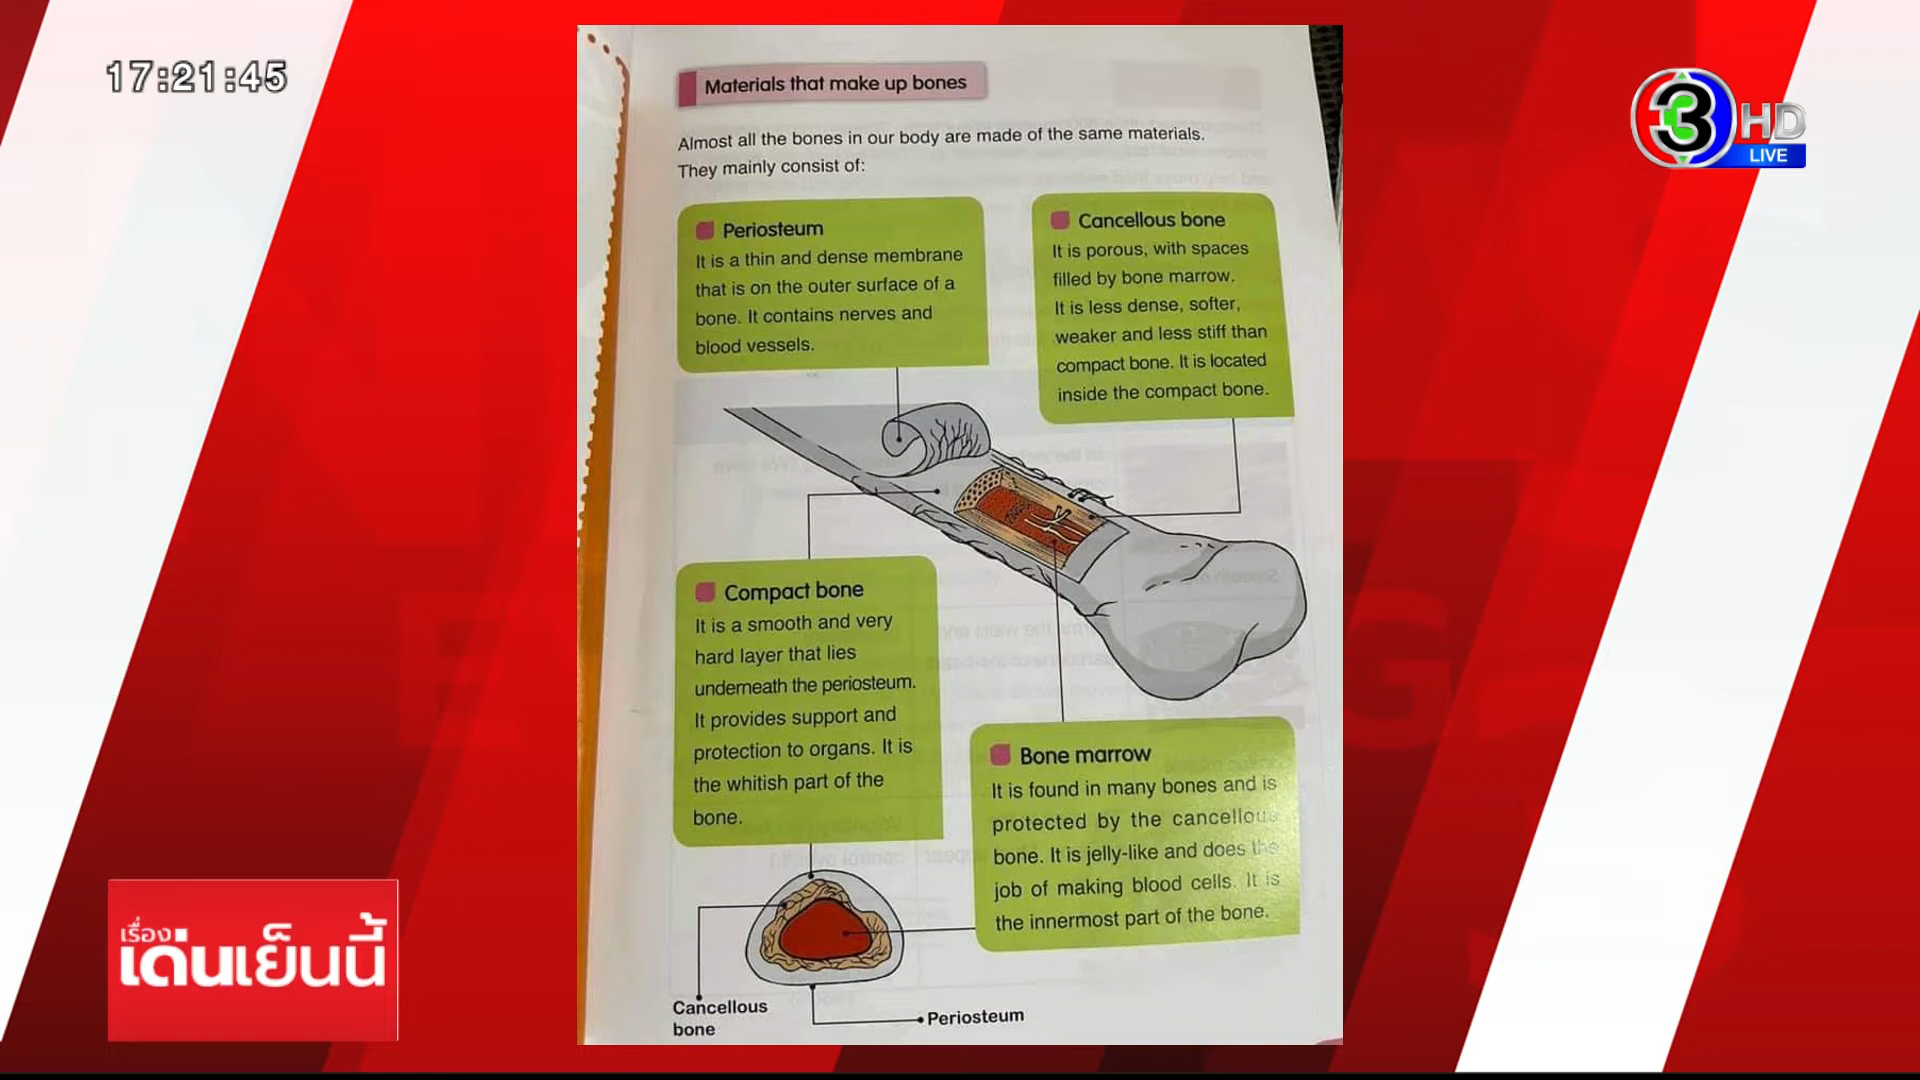 17:21:45
3 HD
LIVE
Materials that make up bones
Almost all the bones in our body are made of the same materials.
They mainly consist of:
Periosteum
It is a thin and dense membrane
that is on the outer surface of a
bone. It contains nerves and
blood vessels.
Cancellous bone
It is porous, with spaces
filled by bone marrow.
It is less dense, softer,
weaker and less stiff than
compact bone. It is located
inside the compact bone.
Compact bone
It is a smooth and very
hard layer that lies
underneath the periosteum.
It provides support and
protection to organs. It is
the whitish part of the
bone.
Bone marrow
It is found in many bones and is
protected by the cancellous
bone. It is jelly-like and does the
job of making blood cells. It is
the innermost part of the bone.
Cancellous
bone
Periosteum
เรื่อง
เด่นเย็นนี้